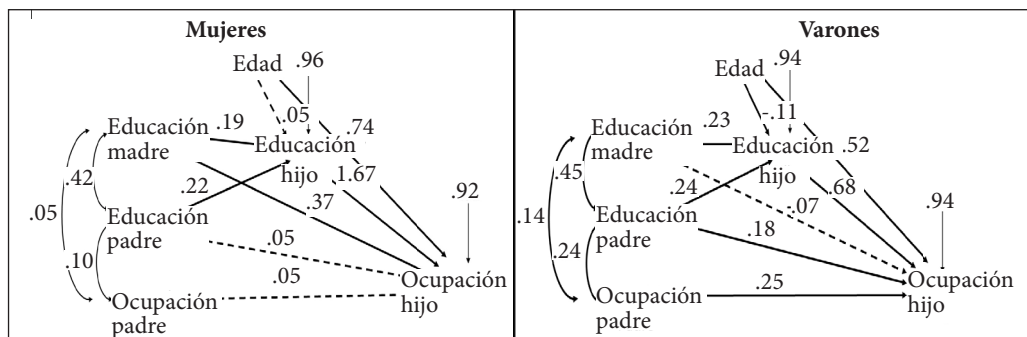 Mujeres
Edad
.96
.05
.19
.74
Educación
madre
Educación
hijo
1.67
.42
.22
.37
.92
.05
Educación
padre
.05
.10
.05
Ocupación
hijo
Ocupación
padre
Varones
Edad
.94
-.11
.23
.52
Educación
madre
Educación
hijo
.68
.45
.24
-.07
.94
.14
Educación
padre
.18
.24
.25
Ocupación
hijo
Ocupación
padre